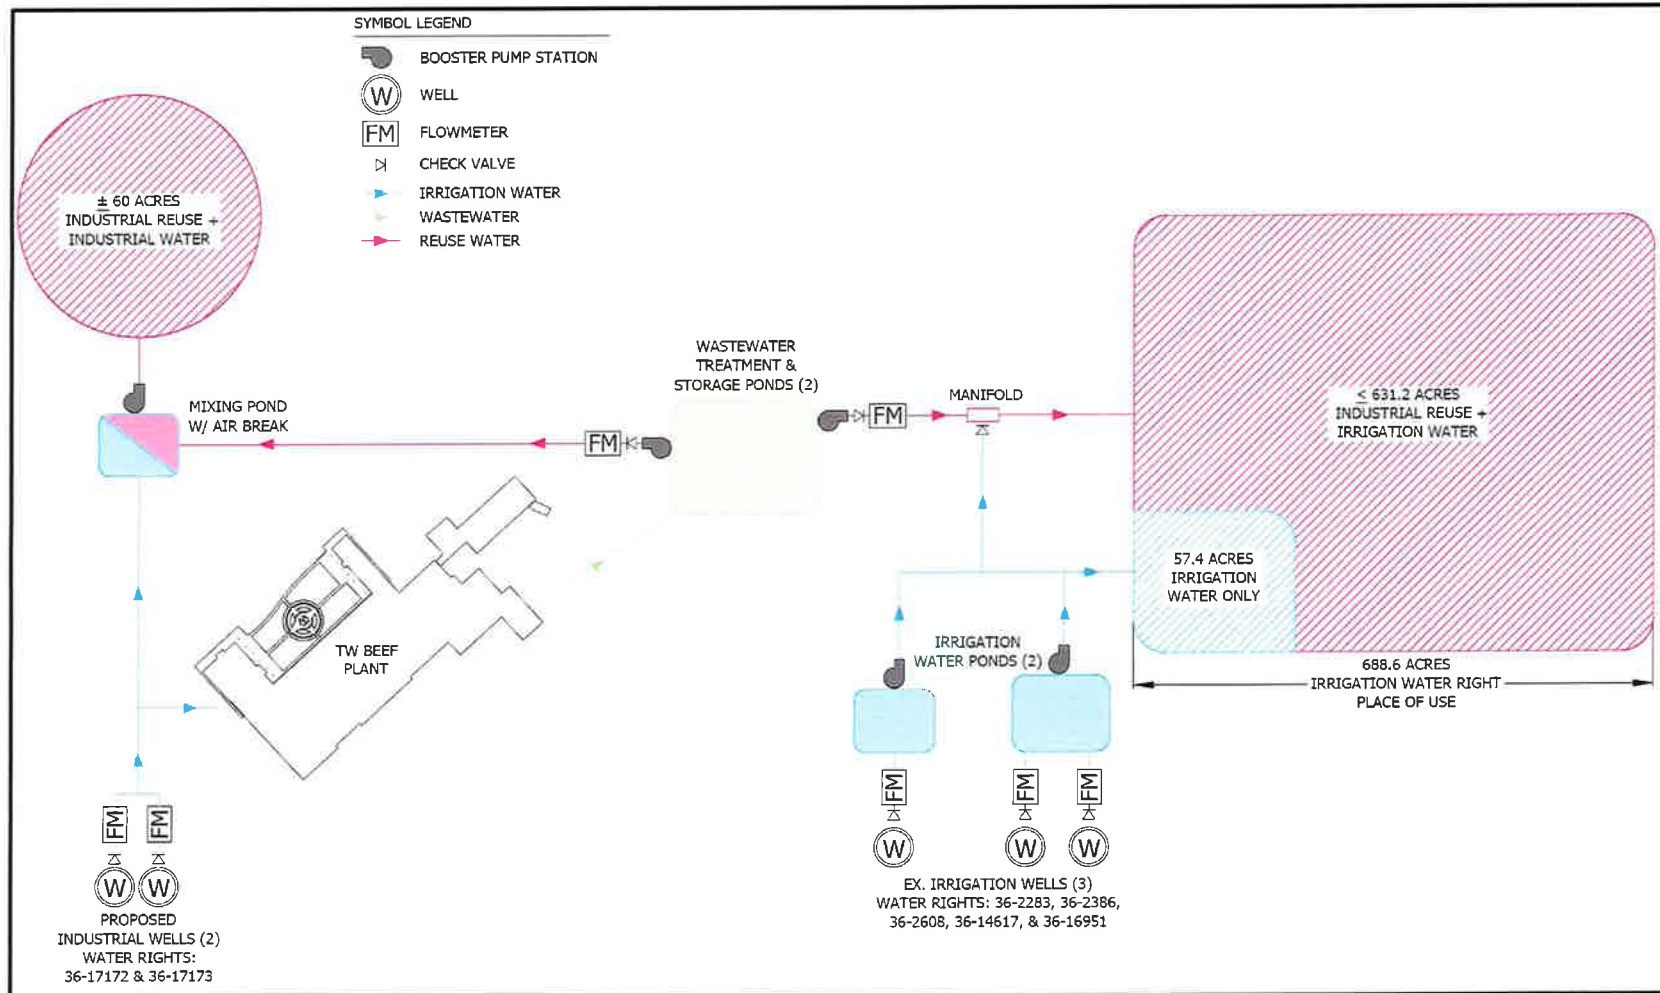 SYMBOL LEGEND
BOOSTER PUMP STATION
W WELL
FM FLOWMETER
CHECK VALVE
IRRIGATION WATER
WASTEWATER
REUSE WATER
± 60 ACRES
INDUSTRIAL REUSE +
INDUSTRIAL WATER
MIXING POND
W/ AIR BREAK
FM
WASTEWATER
TREATMENT &
STORAGE PONDS (2)
FM
MANIFOLD
≤ 631.2 ACRES
INDUSTRIAL REUSE +
IRRIGATION WATER
57.4 ACRES
IRRIGATION
WATER ONLY
688.6 ACRES
IRRIGATION WATER RIGHT
PLACE OF USE
TW BEEF
PLANT
IRRIGATION
WATER PONDS (2)
FM FM FM
W W W
EX. IRRIGATION WELLS (3)
WATER RIGHTS: 36-2283, 36-2386,
36-2608, 36-14617, & 36-16951
FM FM
W W
PROPOSED
INDUSTRIAL WELLS (2)
WATER RIGHTS:
36-17172 & 36-17173